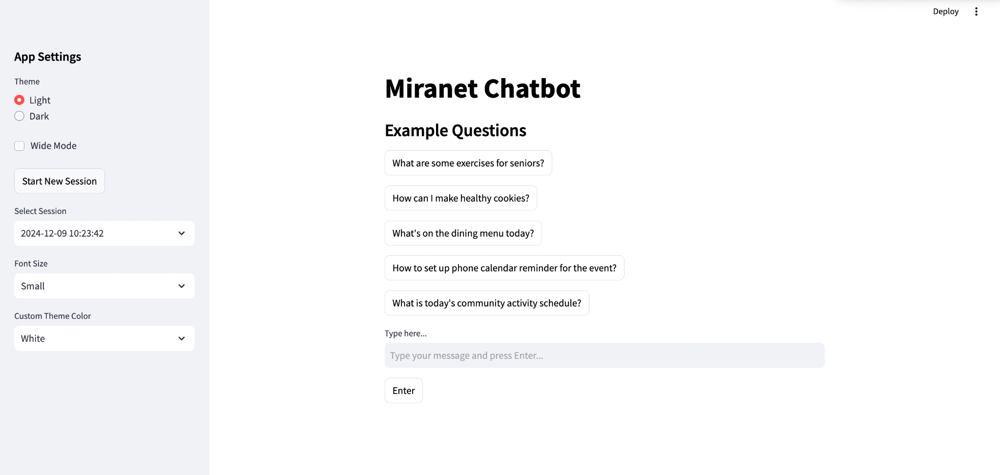 Deploy
App Settings
Theme
Light
Dark
Wide Mode
Start New Session
Select Session
2024-12-09 10:23:42
Font Size
Small
Custom Theme Color
White
Miranet Chatbot
Example Questions
What are some exercises for seniors?
How can I make healthy cookies?
What's on the dining menu today?
How to set up phone calendar reminder for the event?
What is today's community activity schedule?
Type here...
Type your message and press Enter...
Enter